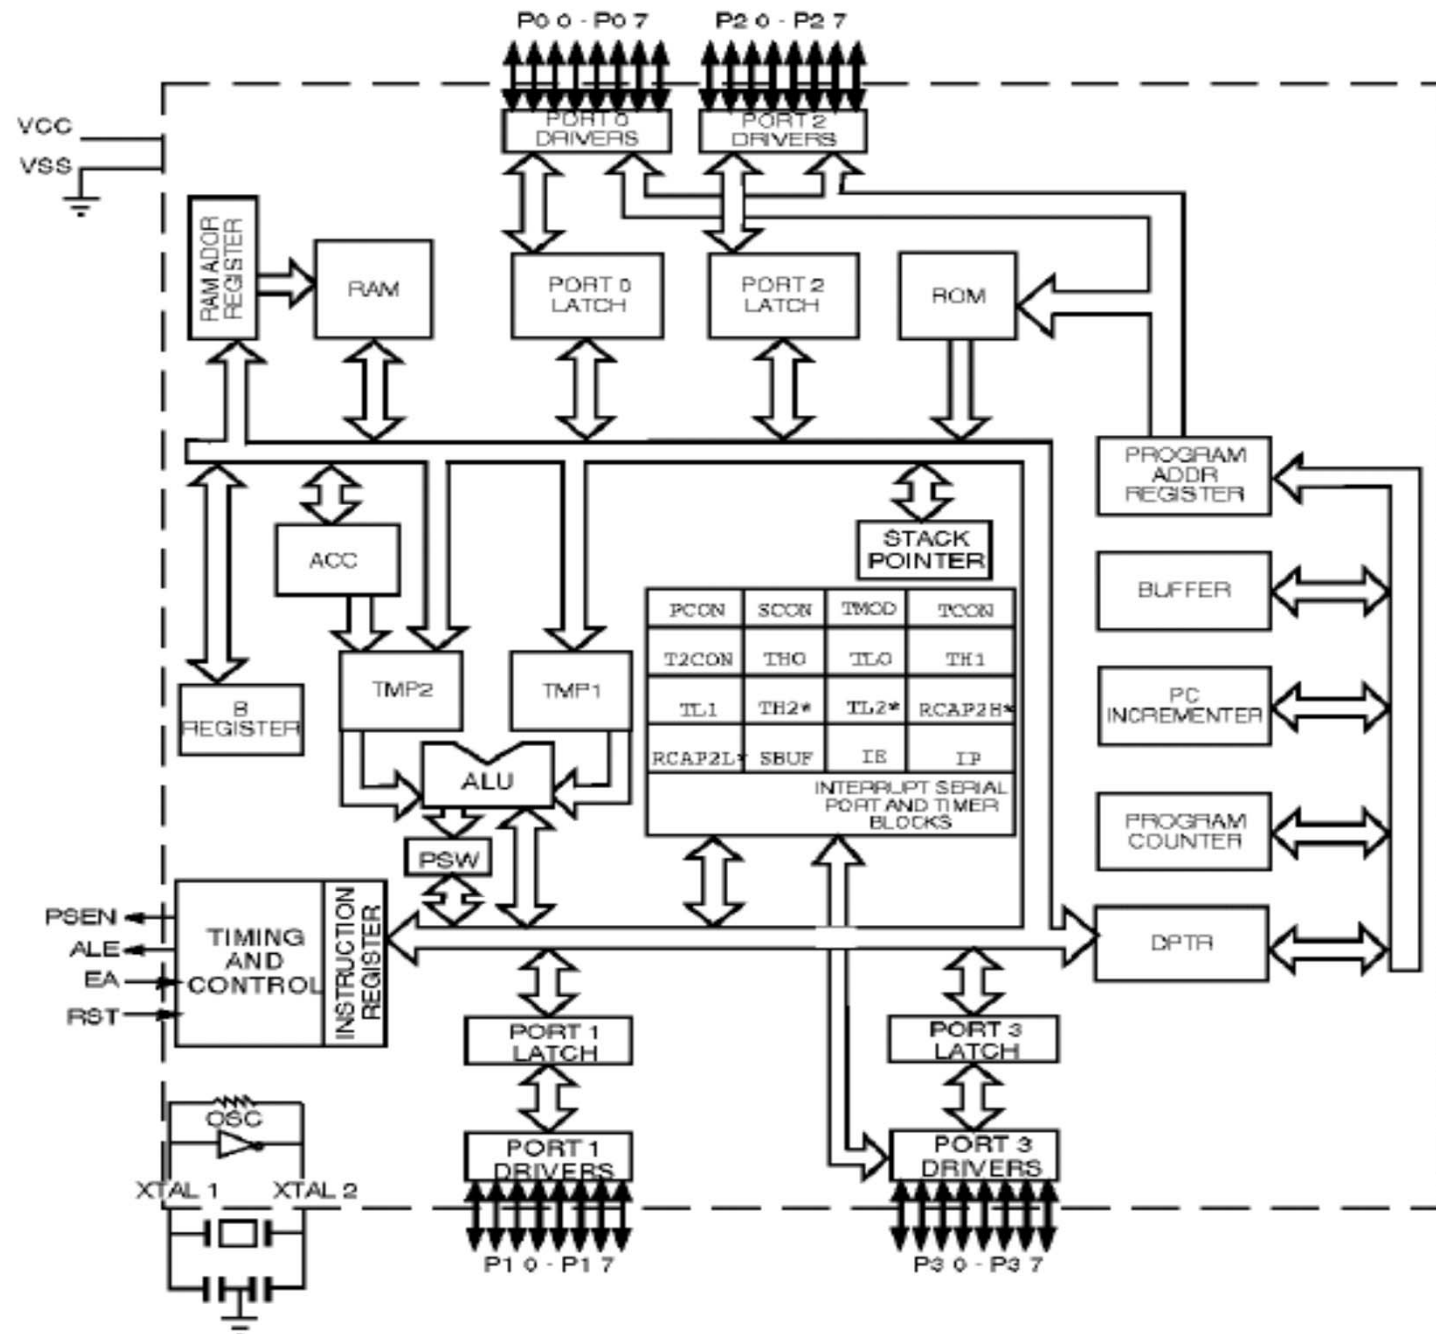 P0 0 - P0 7
P2 0 - P2 7
VCC
VSS
PORT 0
DRIVERS
PORT 2
DRIVERS
RAM ADDR
REGISTER
RAM
PORT 0
LATCH
PORT 2
LATCH
ROM
PROGRAM
ADDR
REGISTER
STACK
POINTER
ACC
BUFFER
PCON SCON TMOD TCON
T2CON TH0 TL0 TH1
TL1 TH2* TL2* RCAP2H*
RCAP2L* SBUF IE IP
INTERRUPT SERIAL
PORT AND TIMER
BLOCKS
TMP2
TMP1
B
REGISTER
PC
INCREMENTER
ALU
PROGRAM
COUNTER
PSW
PSEN
ALE
EA
RST
TIMING
AND
CONTROL
INSTRUCTION
REGISTER
DPTR
PORT 1
LATCH
PORT 3
LATCH
OSC
PORT 1
DRIVERS
PORT 3
DRIVERS
XTAL 1
XTAL 2
P1 0 - P1 7
P3 0 - P3 7